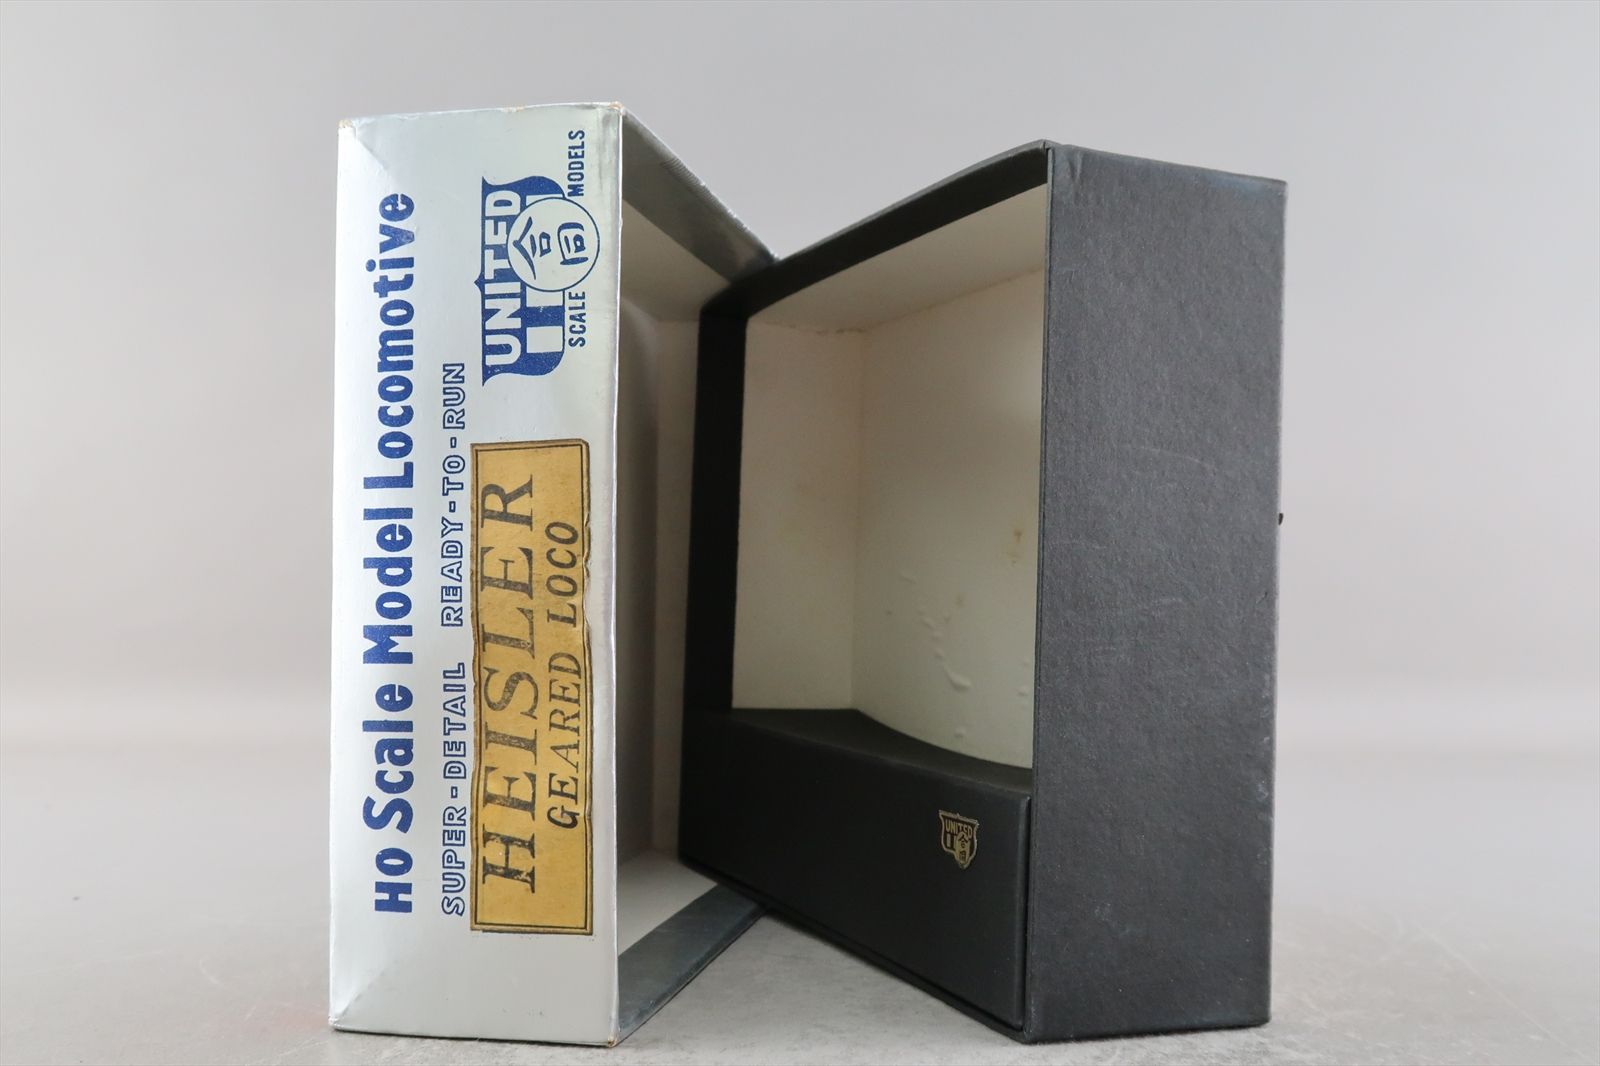 Ho Scale Model Locomotive
SUPER-DETAIL READY-TO-RUN
UNITED
合同
SCALE MODELS
HEISLER
GEARED LOCO
UNITED
合同